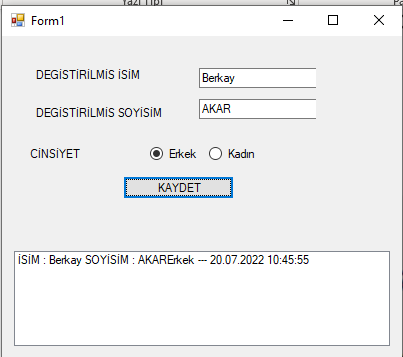 Form1
DEGİSTİRİLMİS İSİM Berkay
DEGİSTİRİLMİS SOYİSİM AKAR
CİNSİYET Erkek Kadın
KAYDET
İSİM : Berkay SOYİSİM : AKARErkek --- 20.07.2022 10:45:55